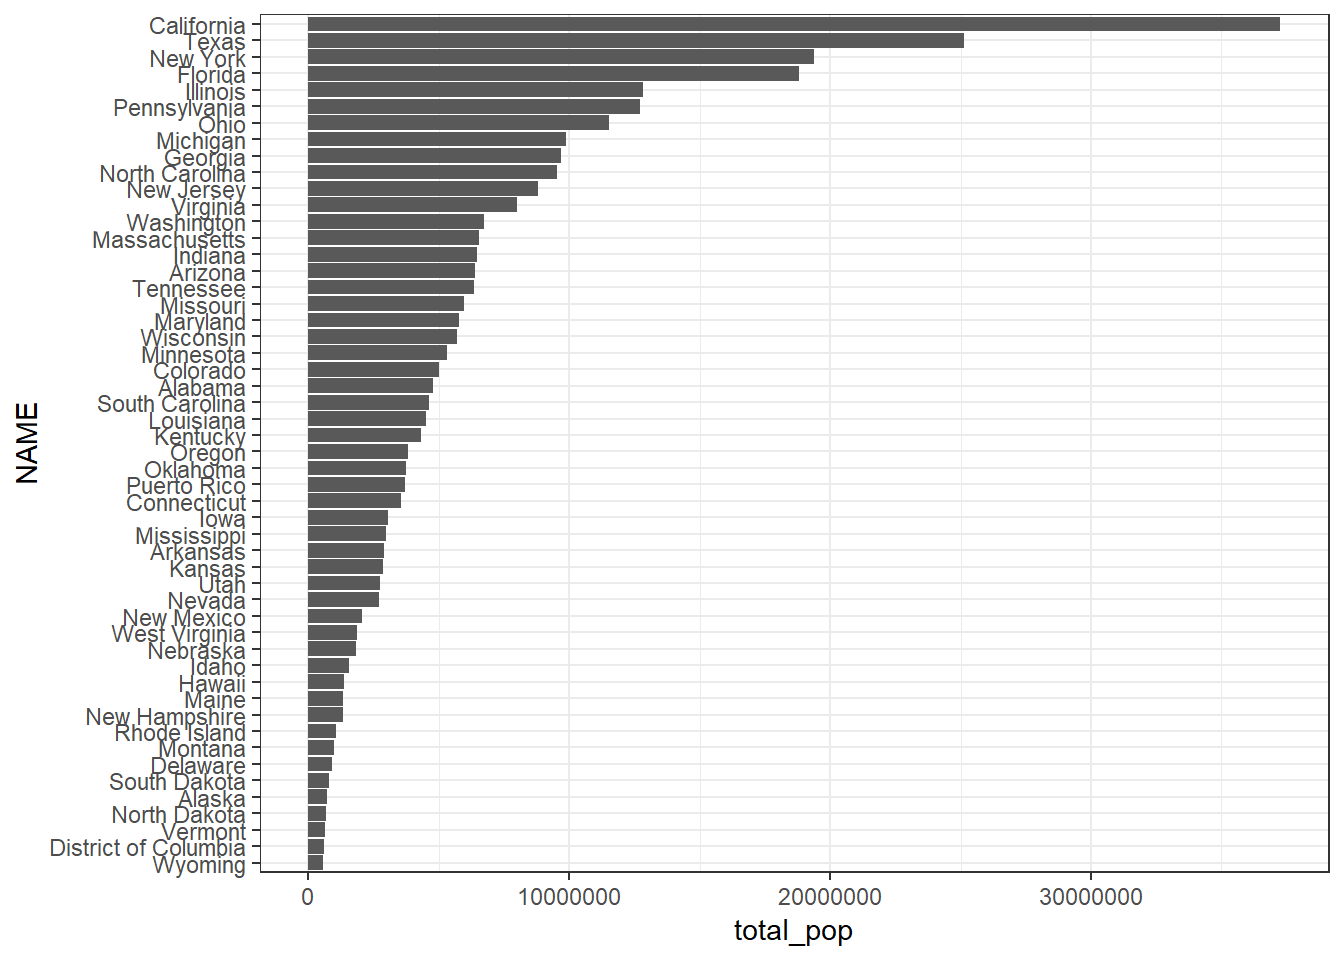 California
Texas
New York
Florida
Illinois
Pennsylvania
Ohio
Michigan
Georgia
North Carolina
New Jersey
Virginia
Washington
Massachusetts
Indiana
Arizona
Tennessee
Missouri
Maryland
Wisconsin
Minnesota
Colorado
Alabama
South Carolina
Louisiana
Kentucky
Oregon
Oklahoma
Puerto Rico
Connecticut
Iowa
Mississippi
Arkansas
Kansas
Utah
Nevada
New Mexico
West Virginia
Nebraska
Idaho
Hawaii
Maine
New Hampshire
Rhode Island
Montana
Delaware
South Dakota
Alaska
North Dakota
Vermont
District of Columbia
Wyoming
NAME
0 10000000 20000000 30000000
total_pop